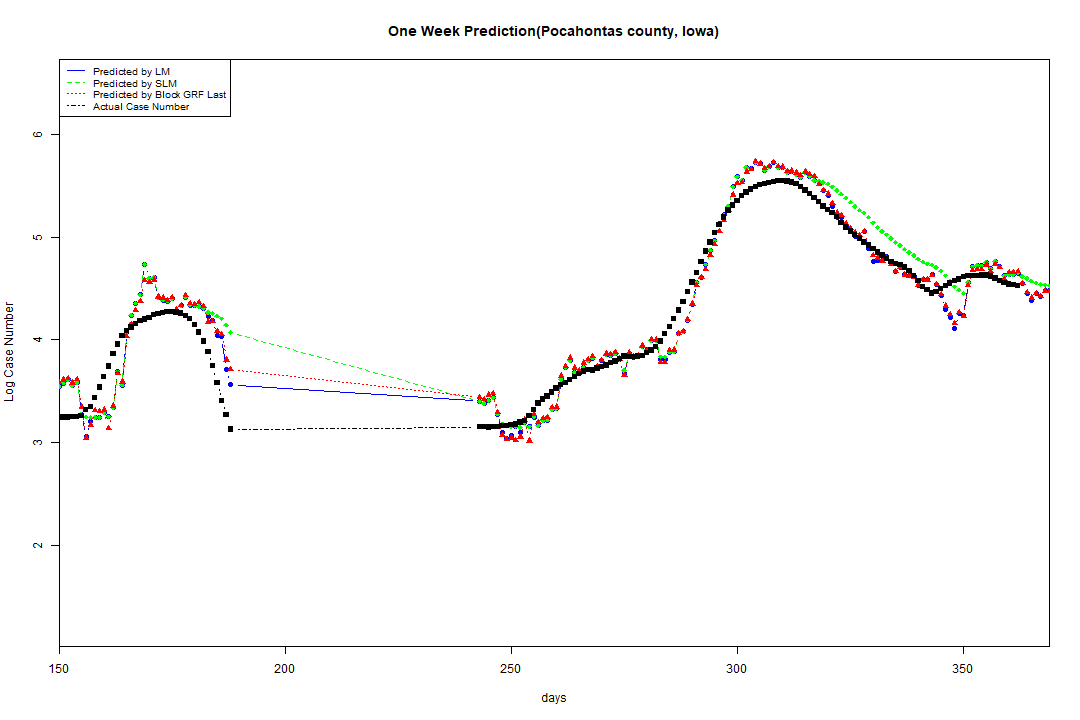 One Week Prediction(Pocahontas county, Iowa)
Predicted by LM
Predicted by SLM
Predicted by Block GRF Last
Actual Case Number
6
5
4
3
2
Log Case Number
150 200 250 300 350
days